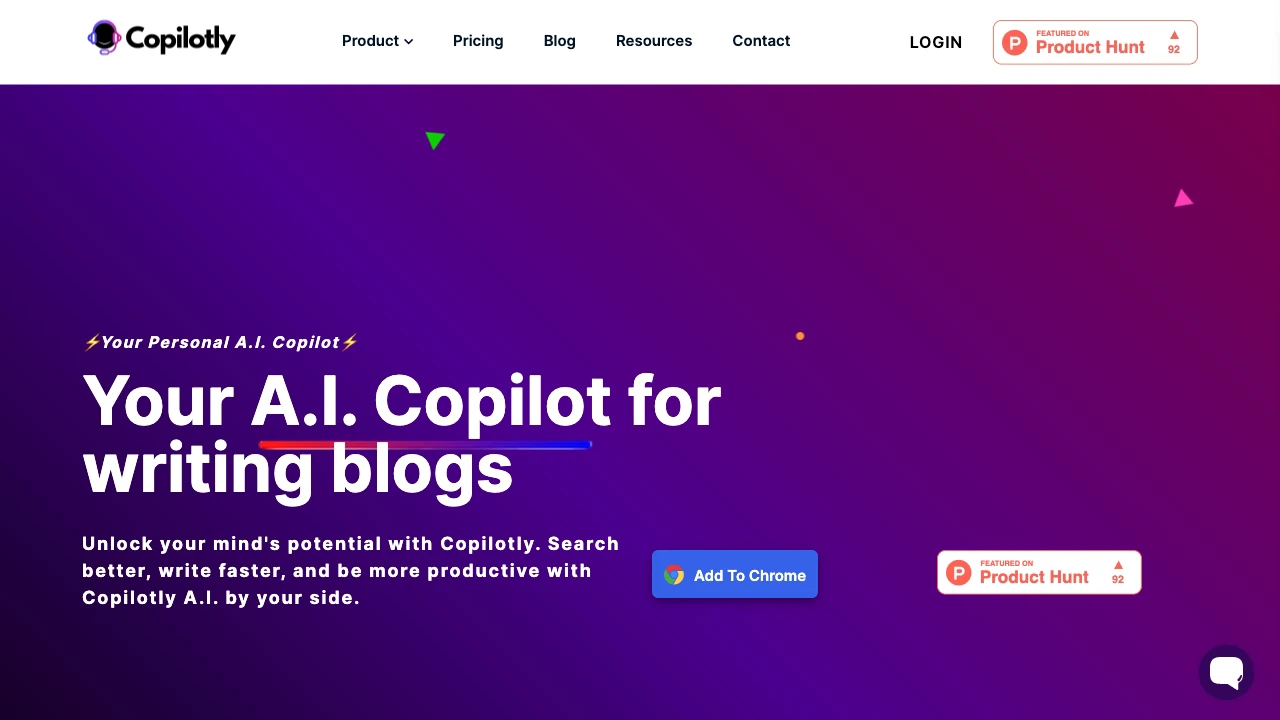 Copilotly
Product
Pricing
Blog
Resources
Contact
LOGIN
FEATURED ON
Product Hunt
92
⚡Your Personal A.I. Copilot⚡
Your A.I. Copilot for
writing blogs
Unlock your mind's potential with Copilotly. Search
better, write faster, and be more productive with
Copilotly A.I. by your side.
Add To Chrome
FEATURED ON
Product Hunt
92